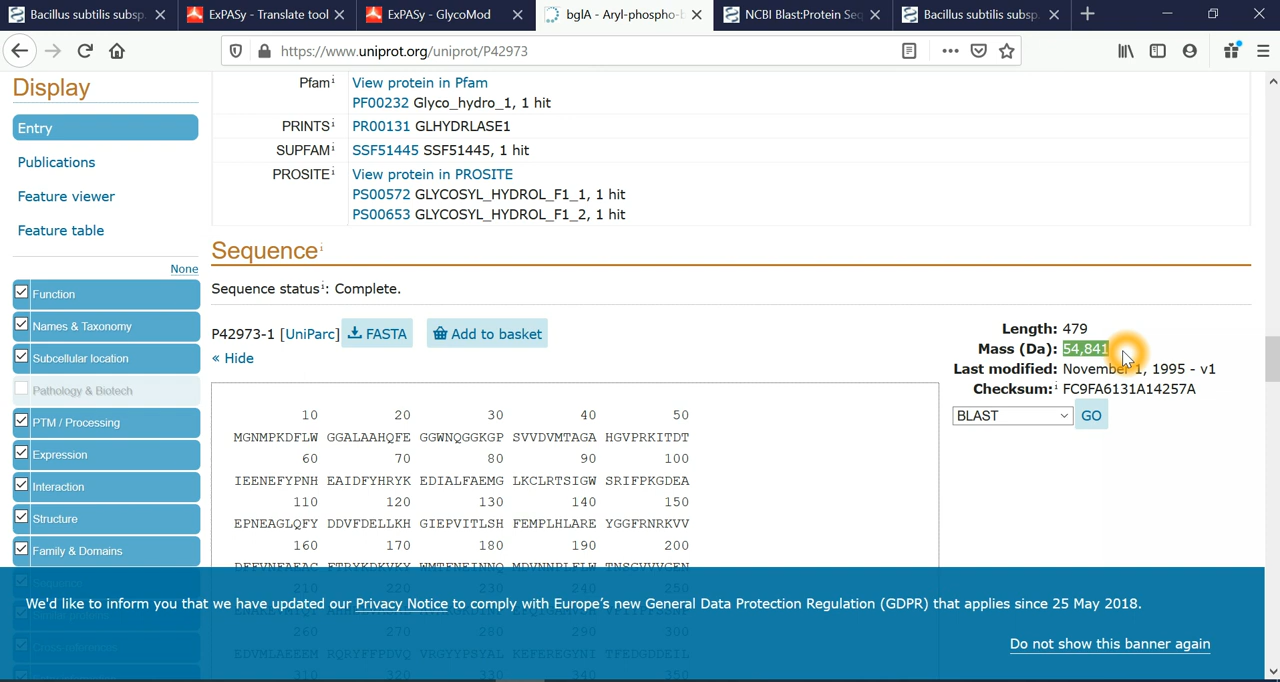 Bacillus subtilis subsp.
ExPASy - Translate tool
ExPASy - GlycoMod
bglA - Aryl-phospho-b
NCBI Blast:Protein Seq
Bacillus subtilis subsp.
https://www.uniprot.org/uniprot/P42973
Display
Entry
Publications
Feature viewer
Feature table
None
Function
Names & Taxonomy
Subcellular location
Pathology & Biotech
PTM / Processing
Expression
Interaction
Structure
Family & Domains
Pfam i View protein in Pfam
PF00232 Glyco_hydro_1, 1 hit
PRINTS i PR00131 GLHYDRLASE1
SUPFAM i SSF51445 SSF51445, 1 hit
PROSITE i View protein in PROSITE
PS00572 GLYCOSYL_HYDROL_F1_1, 1 hit
PS00653 GLYCOSYL_HYDROL_F1_2, 1 hit
Sequence i
Sequence status i: Complete.
P42973-1 [UniParc] FASTA Add to basket
« Hide
Length: 479
Mass (Da): 54,841
Last modified: November 1, 1995 - v1
Checksum: i FC9FA6131A14257A
BLAST GO
10 20 30 40 50
MGNMPKDFLW GGALAAHQFE GGWNQGGKGP SVVDVMTAGA HGVPRKITDT
60 70 80 90 100
IEENEFYPNH EAIDFYHRYK EDIALFAEMG LKCLRTSIGW SRIFPKGDEA
110 120 130 140 150
EPNEAGLQFY DDVFDELLKH GIEPVITLSH FEMPLHLARE YGGFRNRKVV
160 170 180 190 200
We'd like to inform you that we have updated our Privacy Notice to comply with Europe's new General Data Protection Regulation (GDPR) that applies since 25 May 2018.
Do not show this banner again